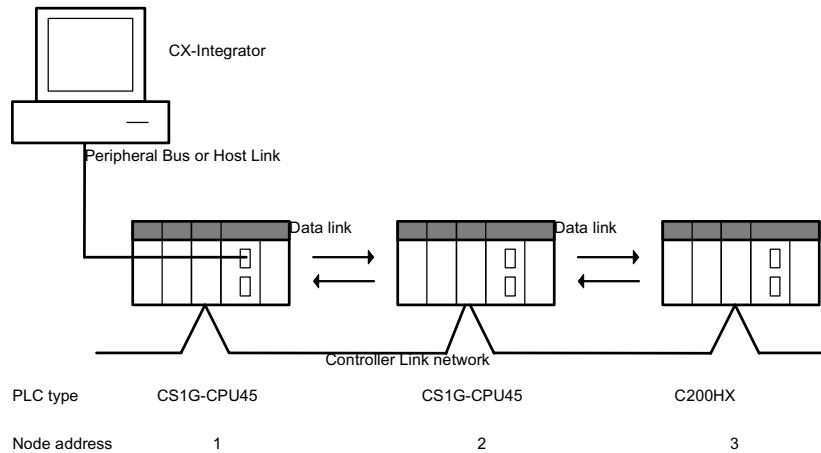 CX-Integrator
Peripheral Bus or Host Link
Data link Data link
Controller Link network
PLC type CS1G-CPU45 CS1G-CPU45 C200HX
Node address 1 2 3